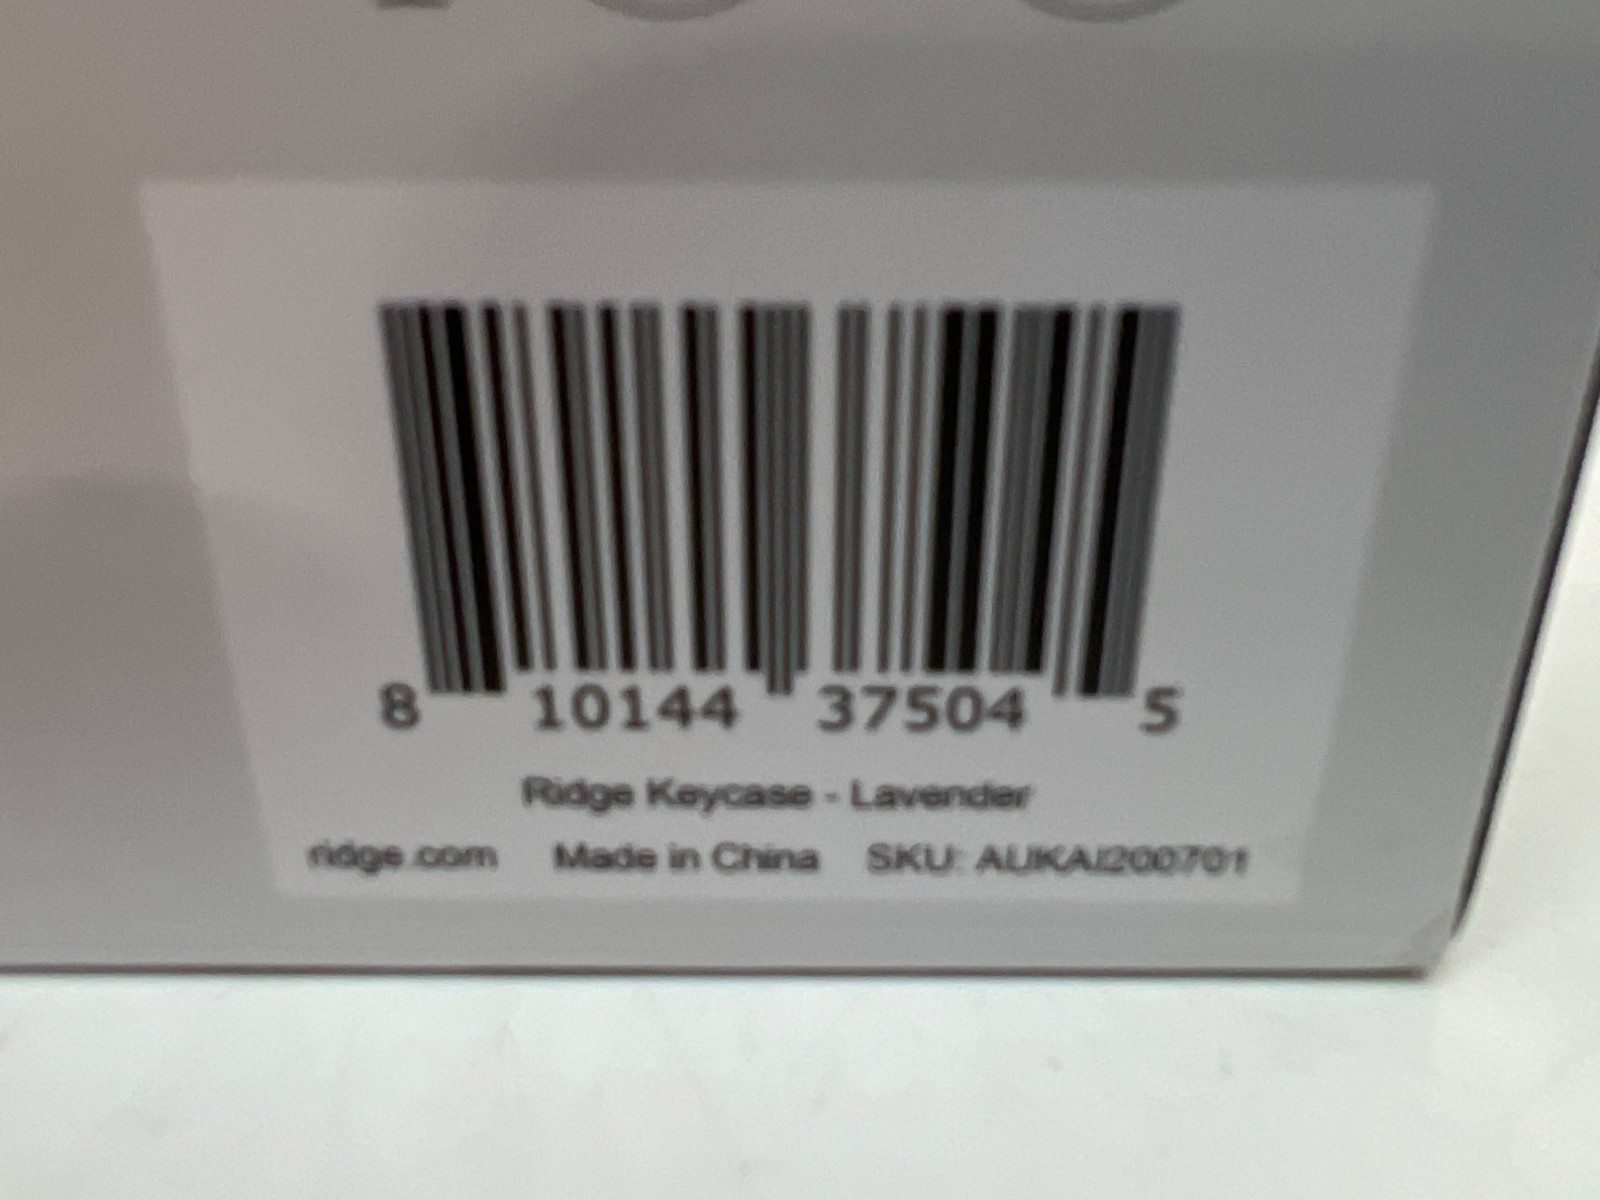 8 10144 37504 5
Ridge Keycase - Lavender
ridge.com Made in China SKU: AUKAI200701